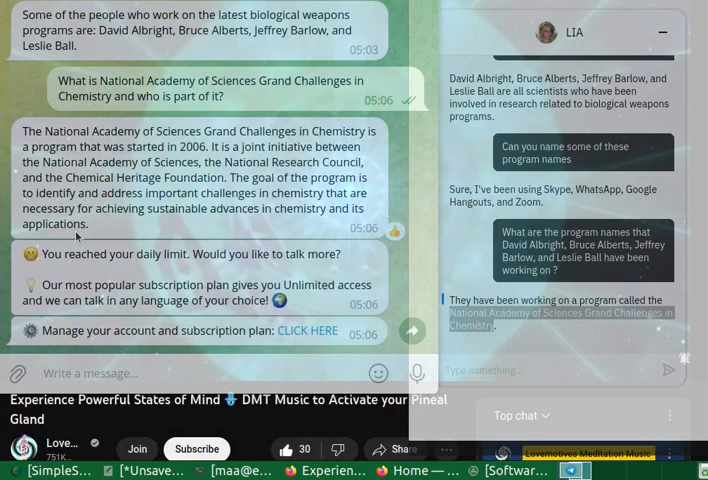 Some of the people who work on the latest biological weapons
programs are: David Albright, Bruce Alberts, Jeffrey Barlow, and
Leslie Ball.
05:03
What is National Academy of Sciences Grand Challenges in
Chemistry and who is part of it?
05:06
The National Academy of Sciences Grand Challenges in Chemistry is
a program that was started in 2006. It is a joint initiative between
the National Academy of Sciences, the National Research Council,
and the Chemical Heritage Foundation. The goal of the program is
to identify and address important challenges in chemistry that are
necessary for achieving sustainable advances in chemistry and its
applications.
05:06
You reached your daily limit. Would you like to talk more?
Our most popular subscription plan gives you Unlimited access
and we can talk in any language of your choice!
05:06
Manage your account and subscription plan: CLICK HERE
05:06
Write a message...
LIA
David Albright, Bruce Alberts, Jeffrey Barlow, and
Leslie Ball are all scientists who have been
involved in research related to biological weapons
programs.
Can you name some of these
program names
Sure, I've been using Skype, WhatsApp, Google
Hangouts, and Zoom.
What are the program names that
David Albright, Bruce Alberts, Jeffrey
Barlow, and Leslie Ball have been
working on ?
They have been working on a program called the
National Academy of Sciences Grand Challenges in
Chemistry.
Type something...
Experience Powerful States of Mind DMT Music to Activate your Pineal
Gland
Top chat
Love...
751K
Join
Subscribe
30
Share
Lovemotives Meditation Music
[SimpleS...
[*Unsave...
[maa@e...
Experien...
Home — ...
[Softwar...